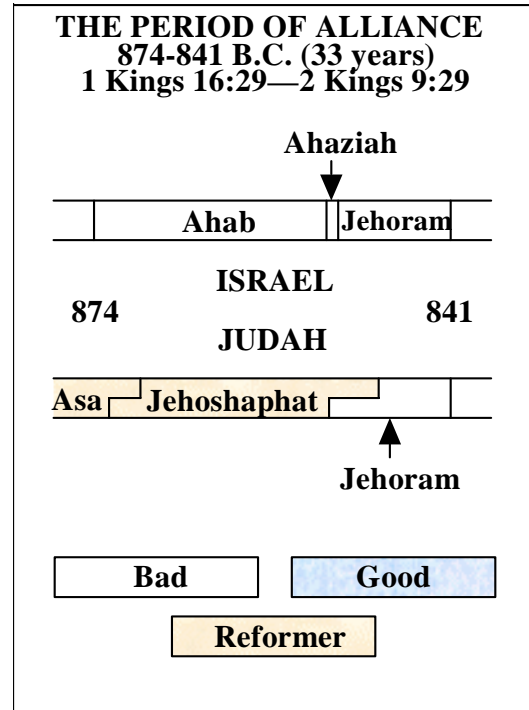 THE PERIOD OF ALLIANCE
874-841 B.C. (33 years)
1 Kings 16:29—2 Kings 9:29
Ahaziah
Ahab
Jehoram
ISRAEL
874
841
JUDAH
Asa
Jehoshaphat
Jehoram
Bad
Good
Reformer